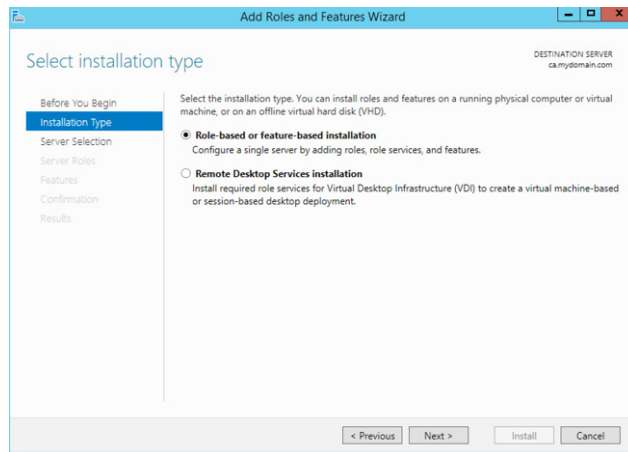 Add Roles and Features Wizard
Select installation type
DESTINATION SERVER
ca.mydomain.com
Before You Begin
Installation Type
Server Selection
Server Roles
Features
Confirmation
Results
Select the installation type. You can install roles and features on a running physical computer or virtual
machine, or on an offline virtual hard disk (VHD).
Role-based or feature-based installation
Configure a single server by adding roles, role services, and features.
Remote Desktop Services installation
Install required role services for Virtual Desktop Infrastructure (VDI) to create a virtual machine-based
or session-based desktop deployment.
< Previous
Next >
Install
Cancel